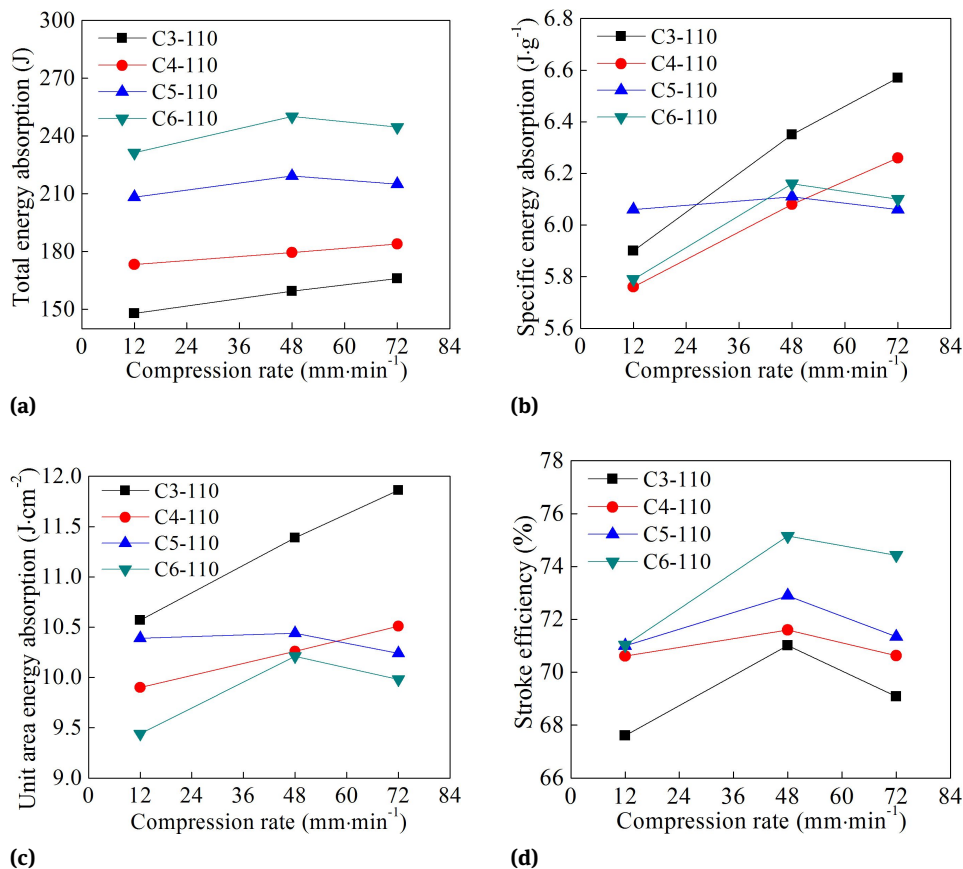 300
270
240
210
180
150
Total energy absorption (J)
C3-110
C4-110
C5-110
C6-110
0 12 24 36 48 60 72 84
Compression rate (mm·min⁻¹)
(a)
6.8
6.6
6.4
6.2
6.0
5.8
5.6
Specific energy absorption (J·g⁻¹)
C3-110
C4-110
C5-110
C6-110
0 12 24 36 48 60 72 84
Compression rate (mm·min⁻¹)
(b)
12.0
11.5
11.0
10.5
10.0
9.5
9.0
Unit area energy absorption (J·cm⁻²)
C3-110
C4-110
C5-110
C6-110
0 12 24 36 48 60 72 84
Compression rate (mm·min⁻¹)
(c)
78
76
74
72
70
68
66
Stroke efficiency (%)
C3-110
C4-110
C5-110
C6-110
0 12 24 36 48 60 72 84
Compression rate (mm·min⁻¹)
(d)